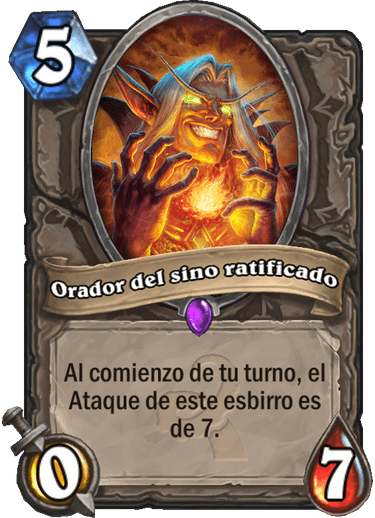 5
Orador del sino ratificado
Al comienzo de tu turno, el
Ataque de este esbirro es
de 7.
0
7